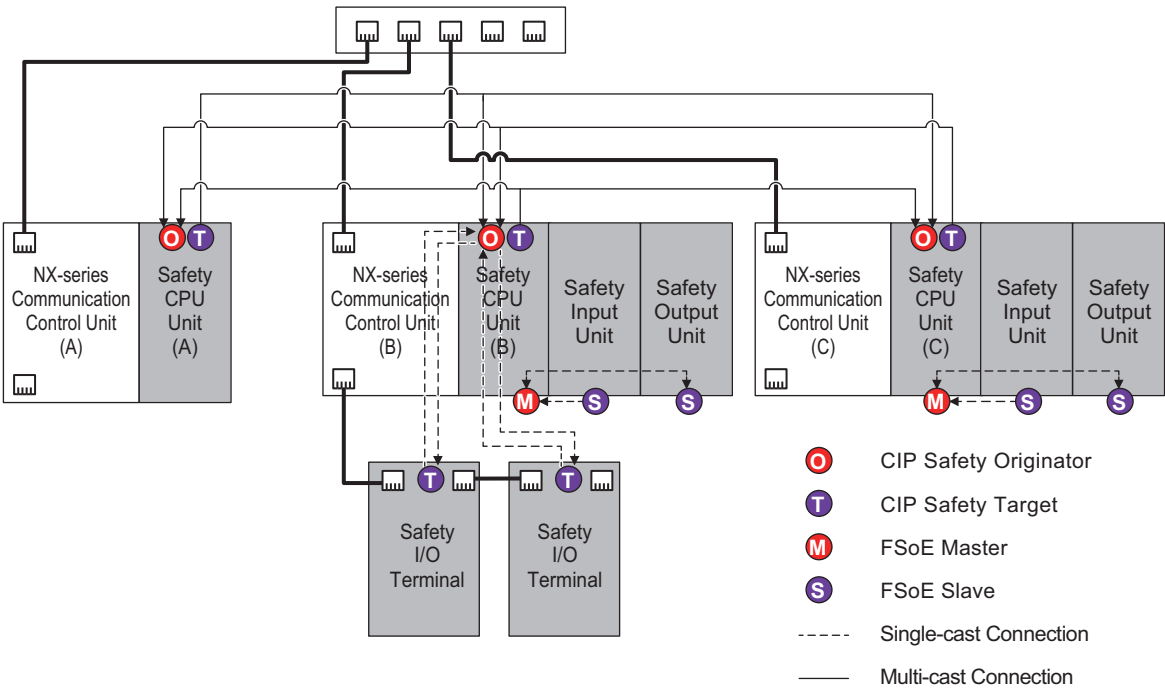 O T
NX-series
Communication
Control Unit
(A)
Safety
CPU
Unit
(A)
O T
NX-series
Communication
Control Unit
(B)
Safety
CPU
Unit
(B)
Safety
Input
Unit
Safety
Output
Unit
M S S
O T
NX-series
Communication
Control Unit
(C)
Safety
CPU
Unit
(C)
Safety
Input
Unit
Safety
Output
Unit
M S S
T
Safety
I/O
Terminal
T
Safety
I/O
Terminal
O CIP Safety Originator
T CIP Safety Target
M FSoE Master
S FSoE Slave
Single-cast Connection
Multi-cast Connection